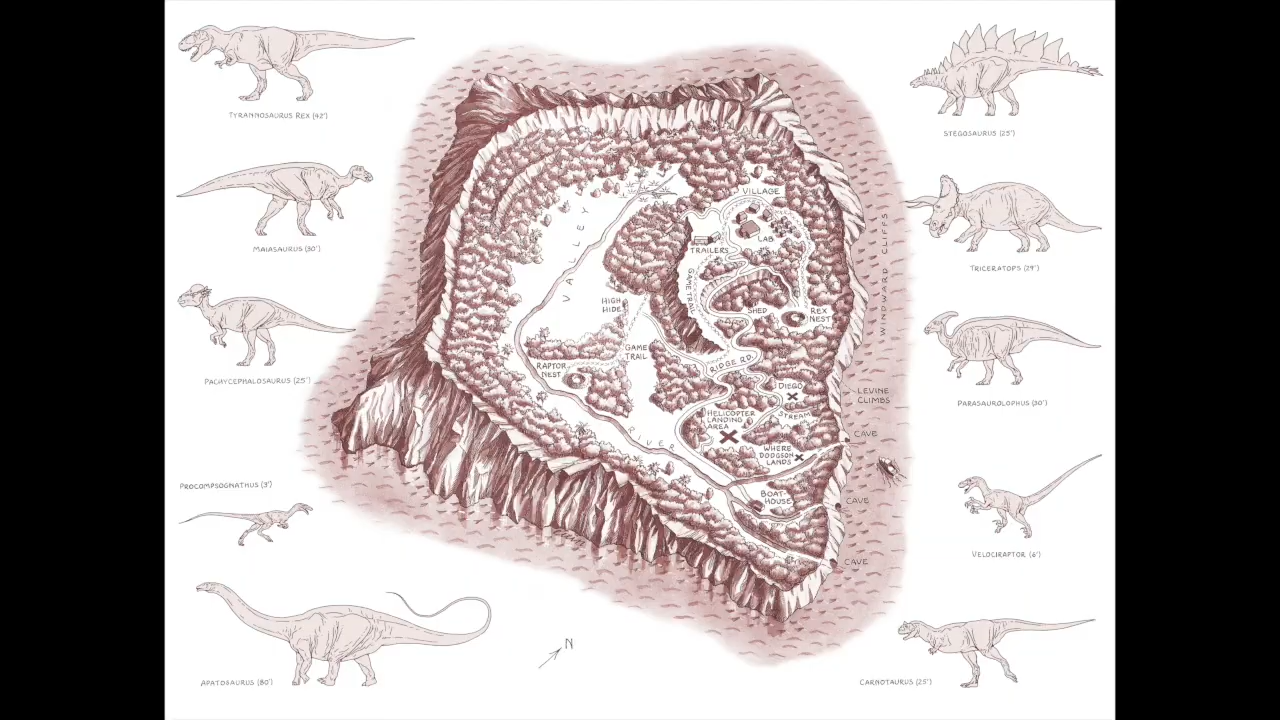 TYRANNOSAURUS REX (42')
STEGOSAURUS (25')
MAIASAURUS (30')
TRICERATOPS (29')
PACHYCEPHALOSAURUS (25')
PARASAUROLOPHUS (30')
PROCOMPSOGNATHUS (3')
VELOCIRAPTOR (6')
APATOSAURUS (80')
CARNOTAURUS (25')
VILLAGE
LAB
TRAILERS
VALLEY
GAME TRAIL
WINDWARD CLIFFS
HIGH
HIDE
SHED
REX
NEST
GAME
TRAIL
RIDGE RD.
RAPTOR
NEST
DIEGO
LEVINE
CLIMBS
HELICOPTER
LANDING
AREA
STREAM
RIVER
CAVE
WHERE
DODGSON
LANDS
BOAT
HOUSE
CAVE
CAVE
N